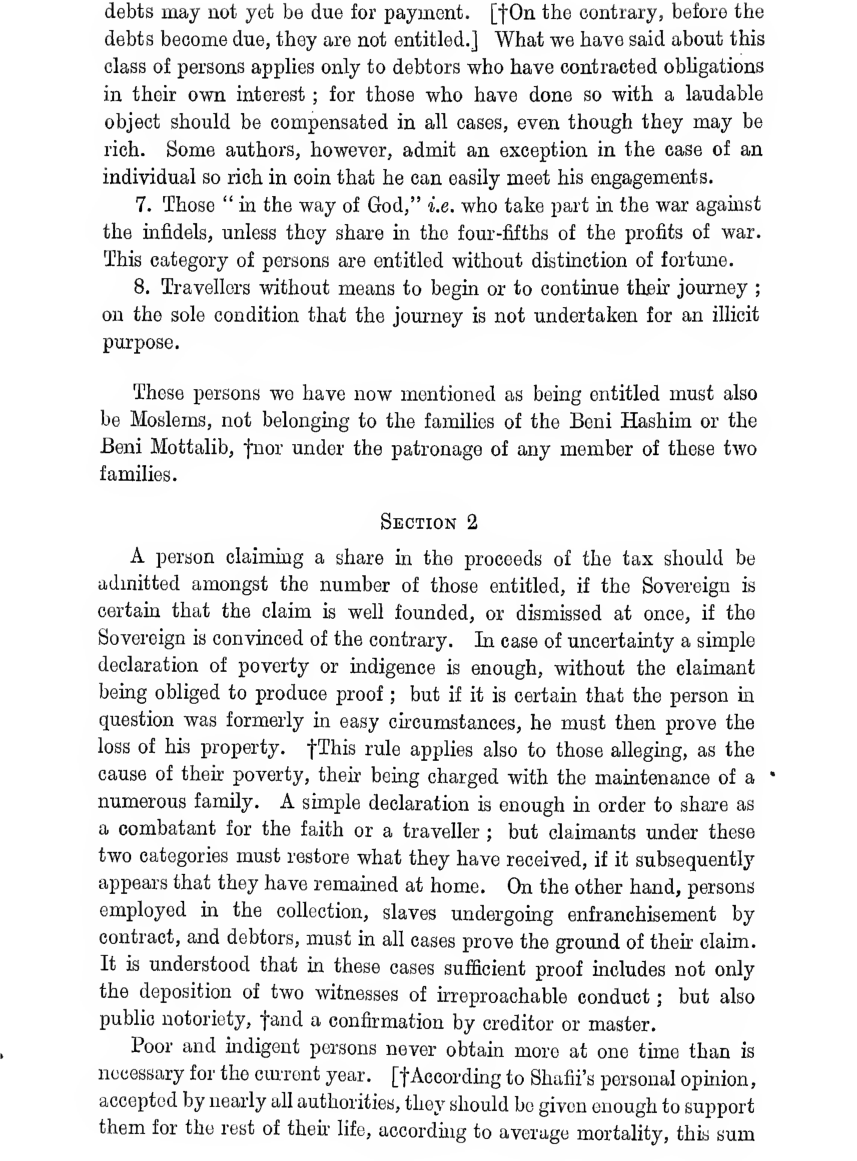 debts may not yet be due for payment. [†On the contrary, before the
debts become due, they are not entitled.] What we have said about this
class of persons applies only to debtors who have contracted obligations
in their own interest ; for those who have done so with a laudable
object should be compensated in all cases, even though they may be
rich. Some authors, however, admit an exception in the case of an
individual so rich in coin that he can easily meet his engagements.
7. Those “ in the way of God,” i.e. who take part in the war against
the infidels, unless they share in the four-fifths of the profits of war.
This category of persons are entitled without distinction of fortune.
8. Travellers without means to begin or to continue their journey ;
on the sole condition that the journey is not undertaken for an illicit
purpose.
These persons we have now mentioned as being entitled must also
be Moslems, not belonging to the families of the Beni Hashim or the
Beni Mottalib, †nor under the patronage of any member of these two
families.
Section 2
A person claiming a share in the proceeds of the tax should be
admitted amongst the number of those entitled, if the Sovereign is
certain that the claim is well founded, or dismissed at once, if the
Sovereign is convinced of the contrary. In case of uncertainty a simple
declaration of poverty or indigence is enough, without the claimant
being obliged to produce proof ; but if it is certain that the person in
question was formerly in easy circumstances, he must then prove the
loss of his property. †This rule applies also to those alleging, as the
cause of their poverty, their being charged with the maintenance of a
numerous family. A simple declaration is enough in order to share as
a combatant for the faith or a traveller ; but claimants under these
two categories must restore what they have received, if it subsequently
appears that they have remained at home. On the other hand, persons
employed in the collection, slaves undergoing enfranchisement by
contract, and debtors, must in all cases prove the ground of their claim.
It is understood that in these cases sufficient proof includes not only
the deposition of two witnesses of irreproachable conduct ; but also
public notoriety, †and a confirmation by creditor or master.
Poor and indigent persons never obtain more at one time than is
necessary for the current year. [†According to Shafii’s personal opinion,
accepted by nearly all authorities, they should be given enough to support
them for the rest of their life, according to average mortality, this sum